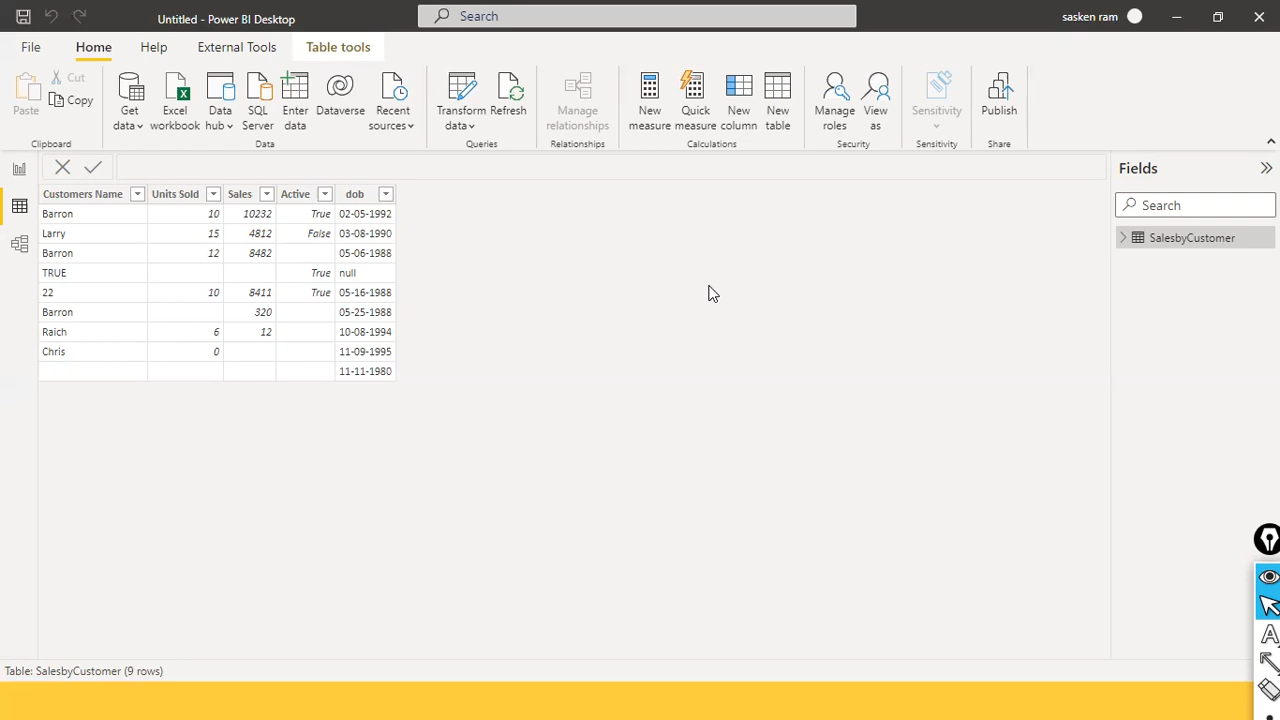 Untitled - Power BI Desktop
Search
sasken ram
File
Home
Help
External Tools
Table tools
Paste
Cut
Copy
Clipboard
Get data
Excel workbook
Data hub
SQL Server
Enter data
Dataverse
Recent sources
Data
Transform data
Refresh
Queries
Manage relationships
Relationships
New measure
Quick measure
New column
New table
Calculations
Manage roles
View as
Security
Sensitivity
Sensitivity
Publish
Share
Customers Name Units Sold Sales Active dob
Barron 10 10232 True 02-05-1992
Larry 15 4812 False 03-08-1990
Barron 12 8482 05-06-1988
TRUE True null
22 10 8411 True 05-16-1988
Barron 320 05-25-1988
Raich 6 12 10-08-1994
Chris 0 11-09-1995
11-11-1980
Fields
Search
SalesbyCustomer
A
Table: SalesbyCustomer (9 rows)